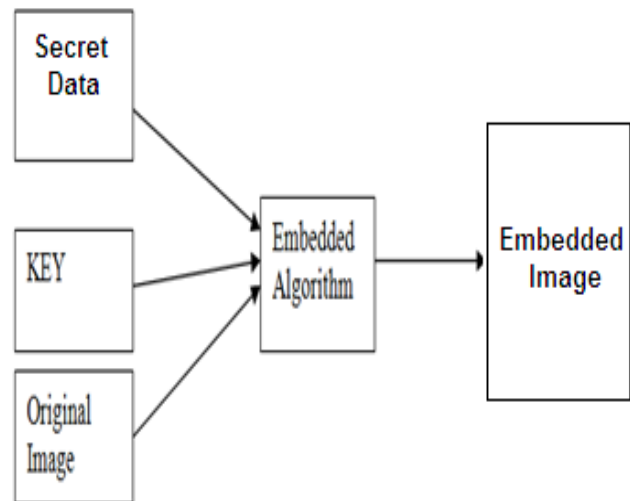 Secret
Data
KEY
Original
Image
Embedded
Algorithm
Embedded
Image